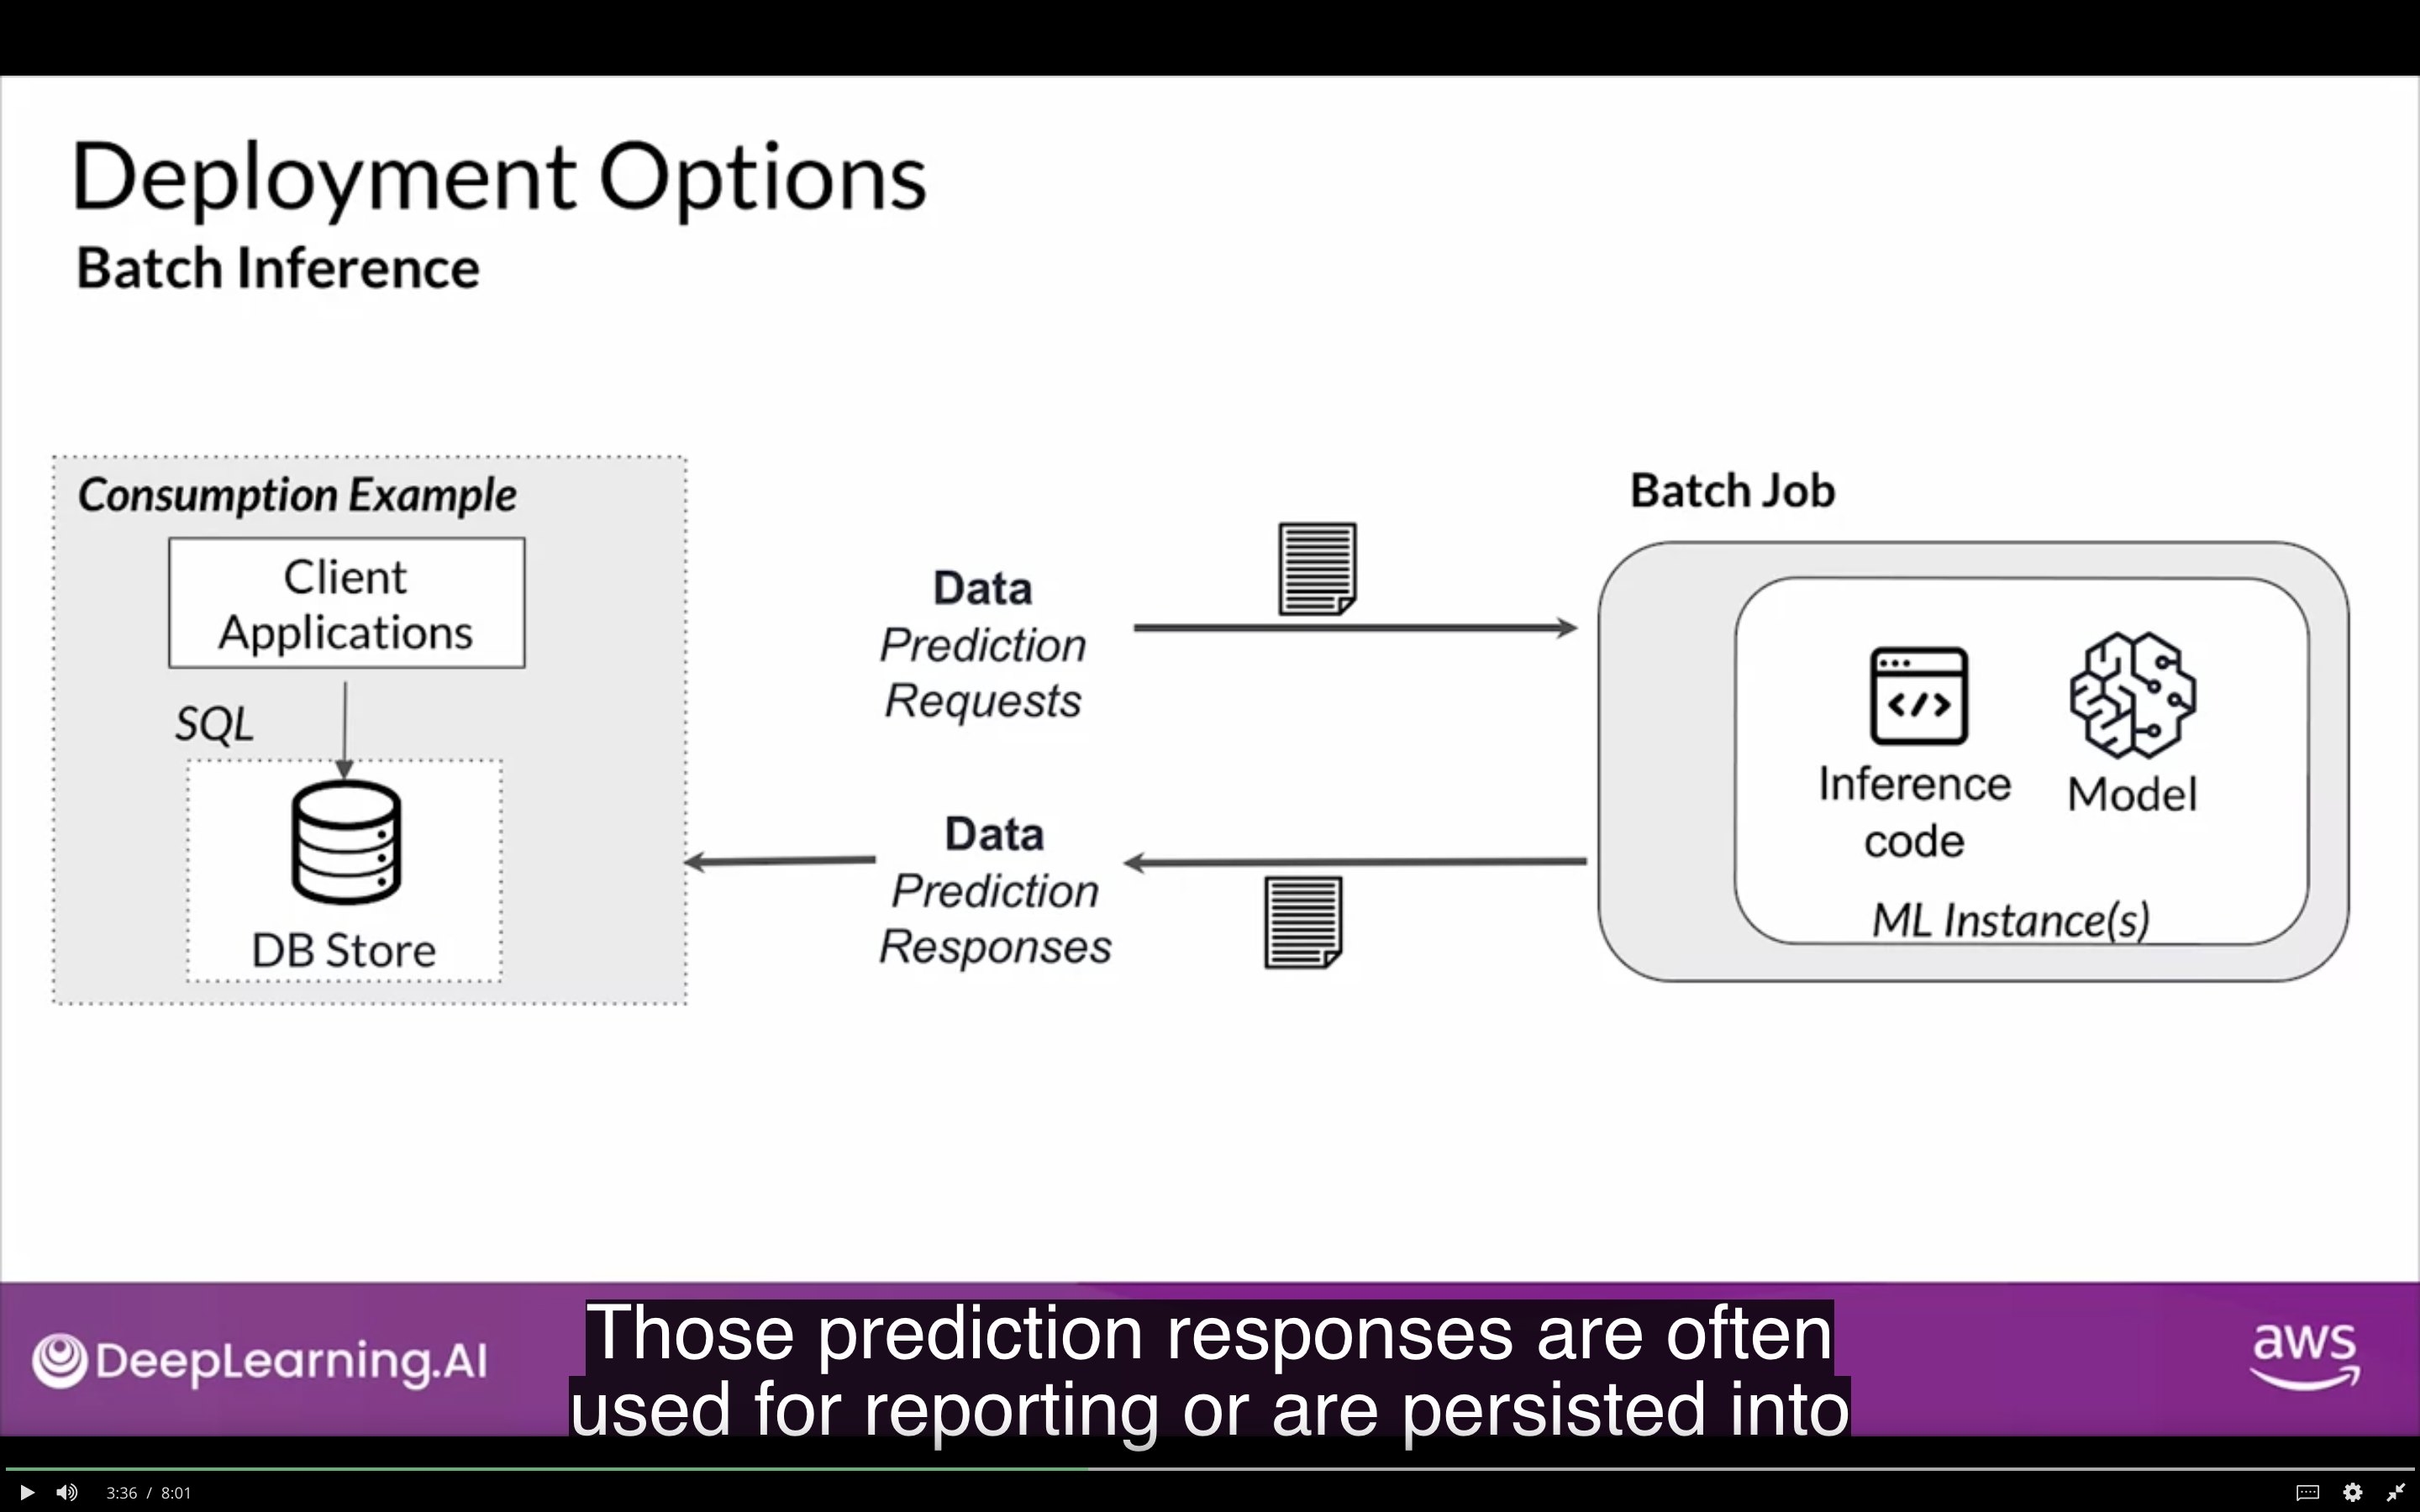 Deployment Options
Batch Inference
Consumption Example
Client
Applications
SQL
DB Store
Data
Prediction
Requests
Data
Prediction
Responses
Batch Job
</>
Inference
code
Model
ML Instance(s)
DeepLearning.AI
Those prediction responses are often
used for reporting or are persisted into
aws
3:36 / 8:01